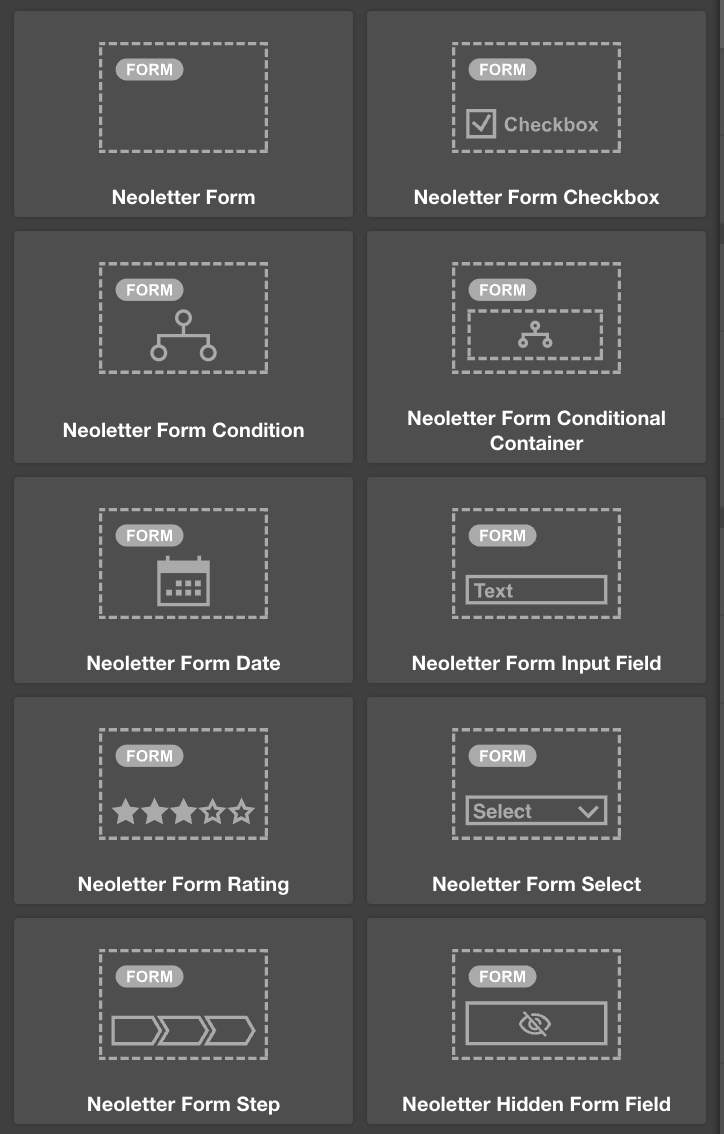 FORM
Neoletter Form
FORM
Checkbox
Neoletter Form Checkbox
FORM
Neoletter Form Condition
FORM
Neoletter Form Conditional
Container
FORM
Neoletter Form Date
FORM
Text
Neoletter Form Input Field
FORM
Neoletter Form Rating
FORM
Select
Neoletter Form Select
FORM
Neoletter Form Step
FORM
Neoletter Hidden Form Field